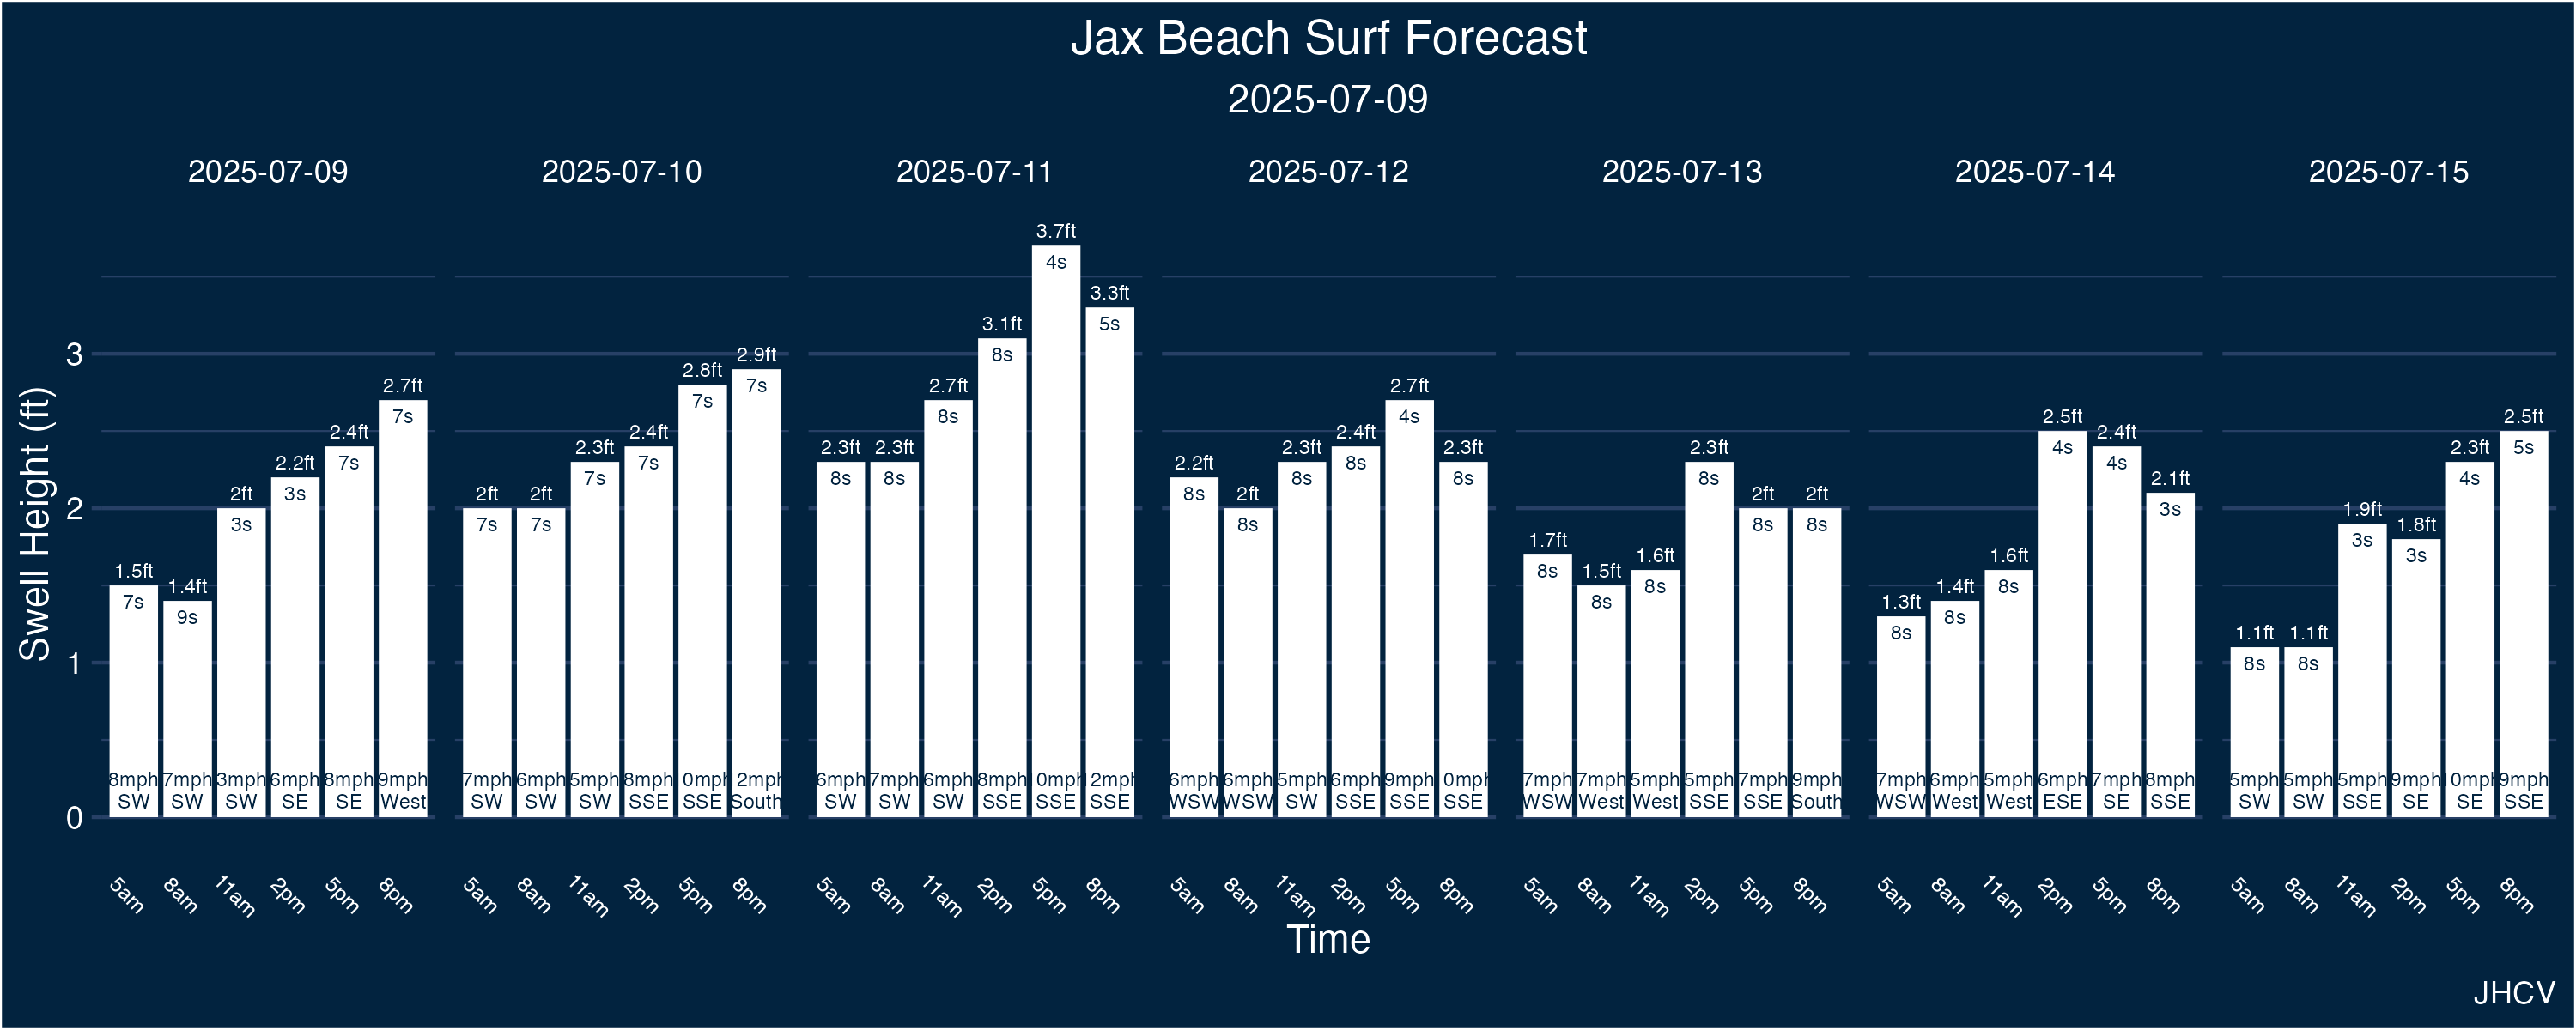 Jax Beach Surf Forecast
2025-07-09
2025-07-09 2025-07-10 2025-07-11 2025-07-12 2025-07-13 2025-07-14 2025-07-15
3.7ft
4s
3.3ft
5s
3.1ft
8s
3
2.9ft
7s
2.8ft
7s
2.7ft 2.7ft 2.7ft
7s 8s 4s
2.5ft 2.5ft
4s 5s
2.4ft 2.4ft 2.4ft 2.4ft
7s 7s 8s 4s
2.3ft 2.3ft 2.3ft 2.3ft 2.3ft 2.3ft 2.3ft
7s 8s 8s 8s 8s 8s 4s
2.2ft 2.2ft
3s 8s
2.1ft
3s
2
2ft 2ft 2ft 2ft 2ft 2ft
3s 7s 7s 8s 8s 8s
1.9ft
3s
1.8ft
3s
1.7ft
8s
1.6ft 1.6ft
8s 8s
1.5ft 1.5ft
7s 8s
1.4ft 1.4ft
9s 8s
1.3ft
8s
1.1ft 1.1ft
8s 8s
1
8mph 7mph 3mph 6mph 8mph 9mph 7mph 6mph 5mph 8mph 0mph 2mph 6mph 7mph 6mph 8mph 0mph 2mph 6mph 6mph 5mph 6mph 9mph 0mph 7mph 7mph 5mph 5mph 7mph 9mph 7mph 6mph 5mph 6mph 7mph 8mph 5mph 5mph 5mph 9mph 0mph 9mph
SW SW SW SE SE West SW SW SW SSE SSE South SW SW SW SSE SSE SSE WSW WSW SW SSE SSE SSE WSW West West SSE SSE South WSW West West ESE SE SSE SW SW SSE SE SE SSE
0
5am 8am 11am 2pm 5pm 8pm 5am 8am 11am 2pm 5pm 8pm 5am 8am 11am 2pm 5pm 8pm 5am 8am 11am 2pm 5pm 8pm 5am 8am 11am 2pm 5pm 8pm 5am 8am 11am 2pm 5pm 8pm 5am 8am 11am 2pm 5pm 8pm
Swell Height (ft)
Time
JHCV